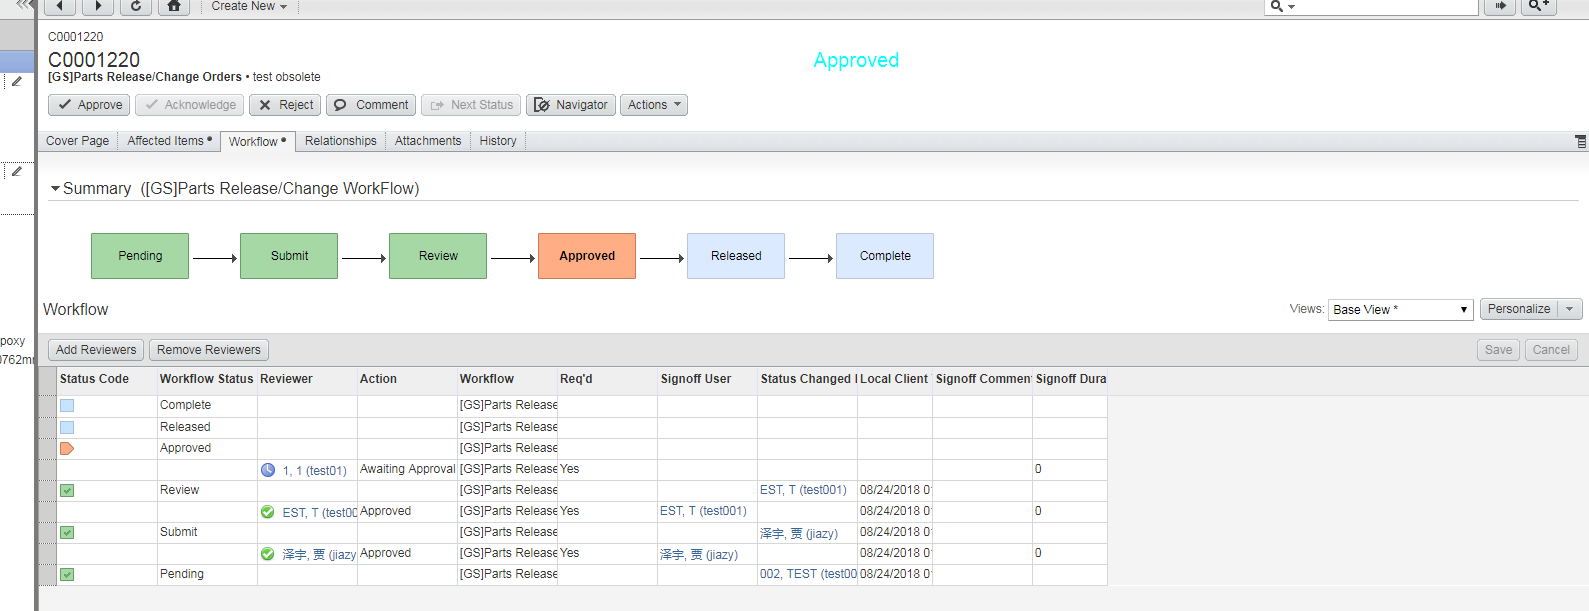 Create New
C0001220
C0001220
Approved
[GS]Parts Release/Change Orders • test obsolete
Approve Acknowledge Reject Comment Next Status Navigator Actions
Cover Page Affected Items • Workflow • Relationships Attachments History
Summary ([GS]Parts Release/Change WorkFlow)
Pending Submit Review Approved Released Complete
Workflow
Views: Base View * Personalize
poxy
Add Reviewers Remove Reviewers Save Cancel
0762m
Status Code Workflow Status Reviewer Action Workflow Req'd Signoff User Status Changed Local Client Signoff Commen Signoff Dura
Complete [GS]Parts Release
Released [GS]Parts Release
Approved [GS]Parts Release
1, 1 (test01) Awaiting Approval [GS]Parts Release Yes 0
Review [GS]Parts Release EST, T (test001) 08/24/2018 0
EST, T (test00 Approved [GS]Parts Release Yes EST, T (test001) 08/24/2018 0 0
Submit [GS]Parts Release 泽宇, 贾 (jiazy) 08/24/2018 0
泽宇, 贾 (jiazy Approved [GS]Parts Release Yes 泽宇, 贾 (jiazy) 08/24/2018 0 0
Pending [GS]Parts Release 002, TEST (test00 08/24/2018 0